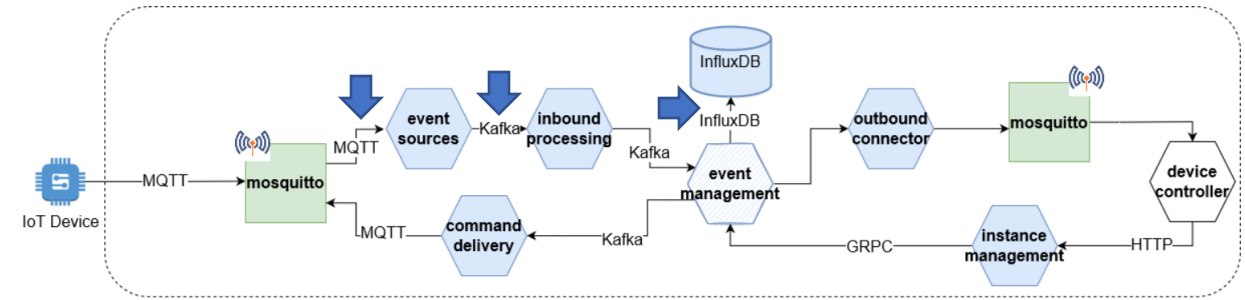 InfluxDB
InfluxDB
event
sources
MQTT
Kafka
inbound
processing
Kafka
outbound
connector
mosquitto
mosquitto
MQTT
IoT Device
event
management
device
controller
command
delivery
MQTT
Kafka
GRPC
instance
management
HTTP